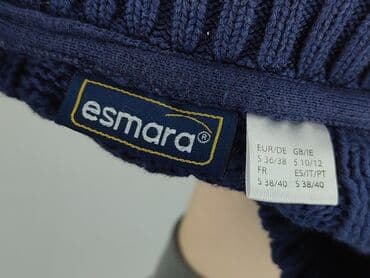 esmara®
EUR/DE GB/IE
S 36/38 S 10/12
FR ES/IT/PT
S 38/40 S 38/40